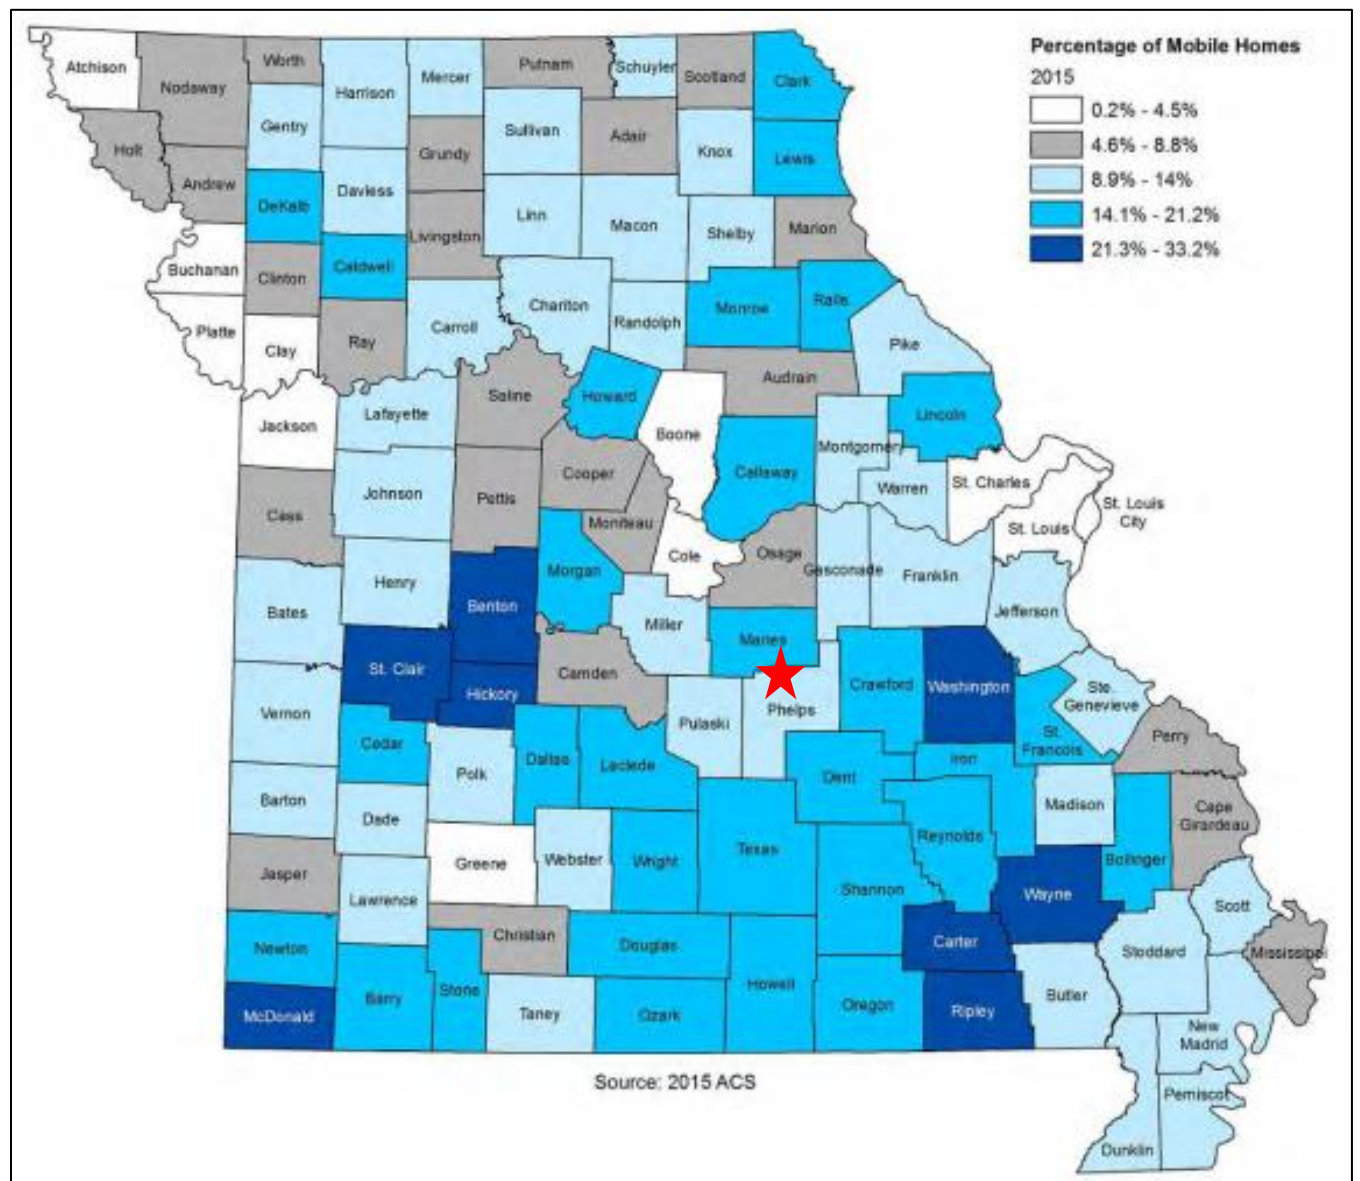 Percentage of Mobile Homes
2015
0.2% - 4.5%
4.6% - 8.8%
8.9% - 14%
14.1% - 21.2%
21.3% - 33.2%
Atchison
Nodaway
Worth
Harrison
Mercer
Putnam
Schuyler
Scotland
Clark
Holt
Andrew
Gentry
DeKalb
Daviess
Grundy
Sullivan
Adair
Knox
Lewis
Buchanan
Clinton
Caldwell
Livingston
Linn
Macon
Shelby
Marion
Platte
Clay
Ray
Carroll
Chariton
Randolph
Monroe
Ralls
Pike
Jackson
Lafayette
Saline
Howard
Boone
Audrain
Callaway
Montgomery
Lincoln
Warren
St. Charles
St. Louis
St. Louis
City
Cass
Johnson
Pettis
Cooper
Moniteau
Cole
Osage
Gasconade
Franklin
Jefferson
Bates
Henry
Benton
Morgan
Miller
Maries
Vernon
St. Clair
Hickory
Camden
Pulaski
Phelps
Crawford
Washington
Ste.
Genevieve
St.
Francois
Perry
Barton
Cedar
Polk
Dallas
Laclede
Dent
Iron
Madison
Cape
Girardeau
Jasper
Dade
Greene
Webster
Wright
Texas
Shannon
Reynolds
Wayne
Bollinger
Scott
Newton
Lawrence
Christian
Douglas
Howell
Carter
Stoddard
Mississippi
McDonald
Barry
Stone
Taney
Ozark
Oregon
Ripley
Butler
New
Madrid
Pemiscot
Dunklin
Source: 2015 ACS